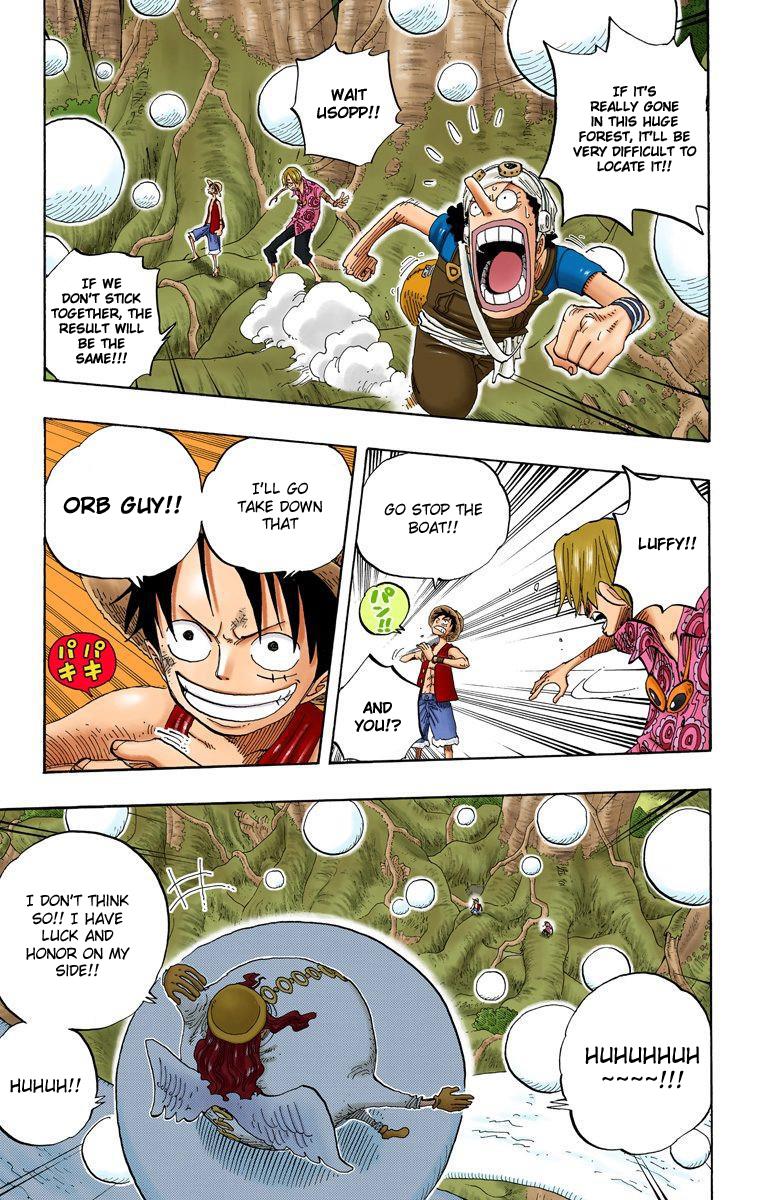 IF IT'S
REALLY GONE
IN THIS HUGE
FOREST, IT'LL BE
VERY DIFFICULT TO
LOCATE IT!!
WAIT
USOPP!!
IF WE
DON'T STICK
TOGETHER, THE
RESULT WILL
BE THE
SAME!!!
LUFFY!!
GO STOP THE
BOAT!!
パン!!
AND
YOU!?
I'LL GO
TAKE DOWN
THAT
ORB GUY!!
パキ
パキ
I DON'T THINK
SO!! I HAVE
LUCK AND
HONOR ON MY
SIDE!!
HUHUH!!
HUHUHHUH
~~~~!!!